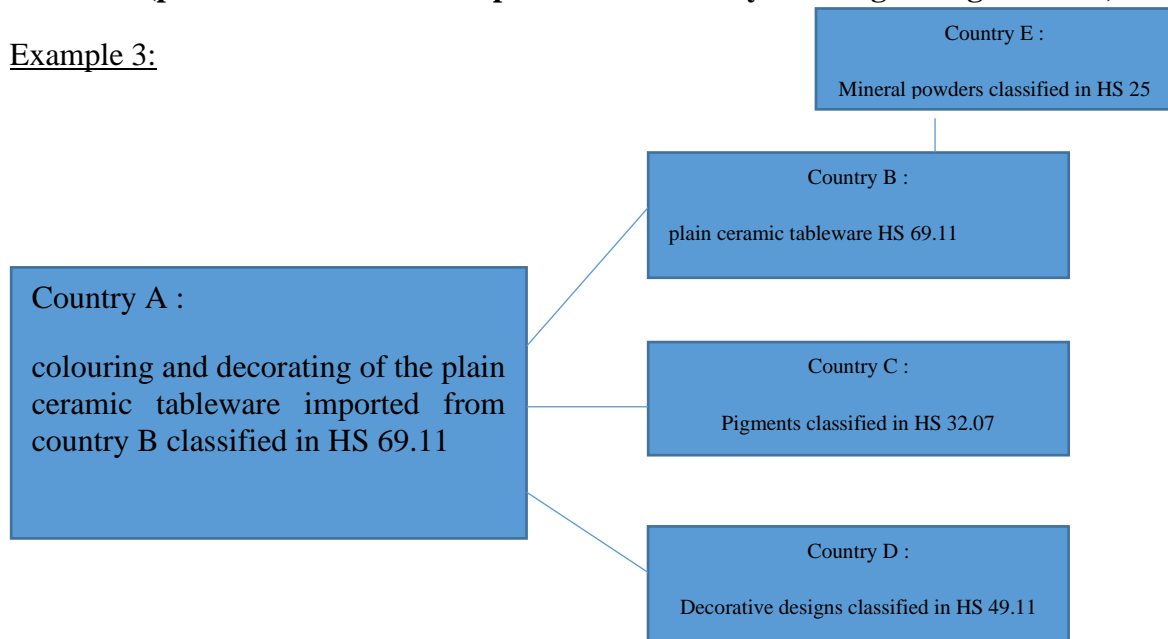 Example 3:
Country E :
Mineral powders classified in HS 25
Country B :
plain ceramic tableware HS 69.11
Country A :
colouring and decorating of the plain
ceramic tableware imported from
country B classified in HS 69.11
Country C :
Pigments classified in HS 32.07
Country D :
Decorative designs classified in HS 49.11